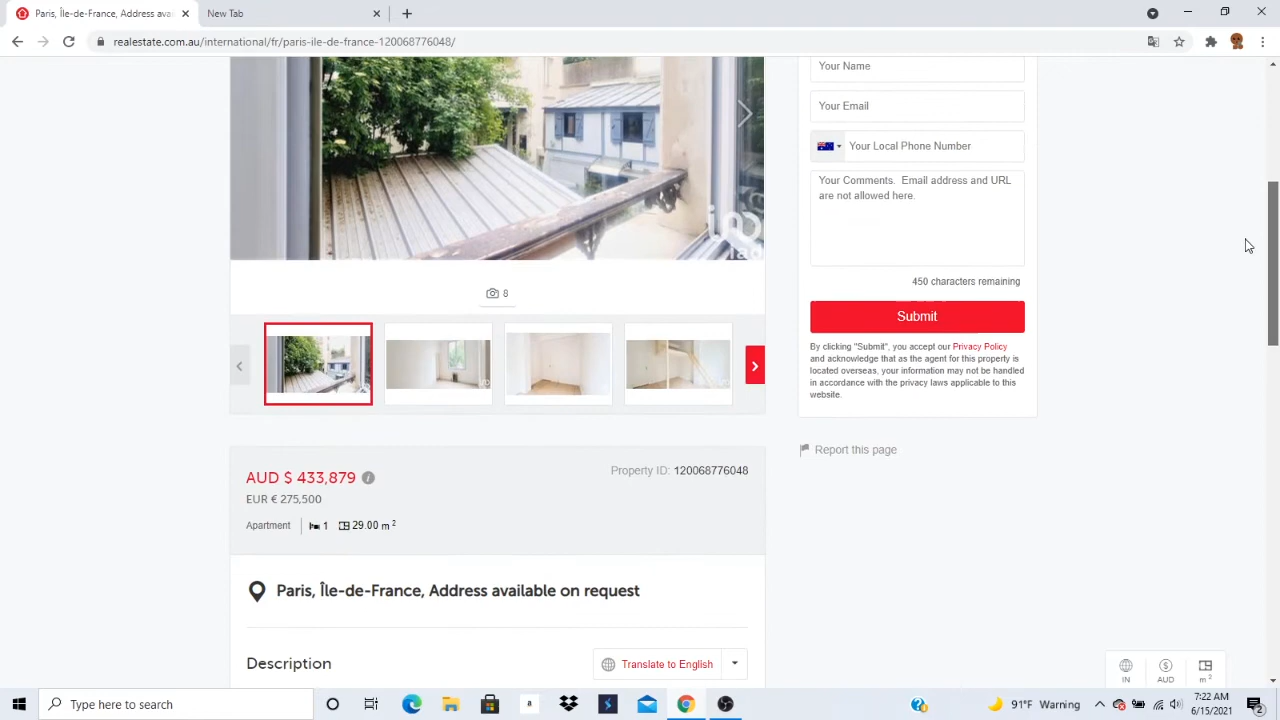 Paris, Île-de-France, Address ava
New Tab
realestate.com.au/international/fr/paris-ile-de-france-120068776048/
Your Name
Your Email
Your Local Phone Number
Your Comments. Email address and URL
are not allowed here.
450 characters remaining
Submit
By clicking "Submit", you accept our Privacy Policy
and acknowledge that as the agent for this property is
located overseas, your information may not be handled
in accordance with the privacy laws applicable to this
website.
Report this page
iad
8
AUD $ 433,879
Property ID: 120068776048
EUR € 275,500
Apartment 1 29.00 m²
Paris, Île-de-France, Address available on request
Description
Translate to English
IN AUD m²
Type here to search
a
91°F Warning
7:22 AM
6/15/2021
2